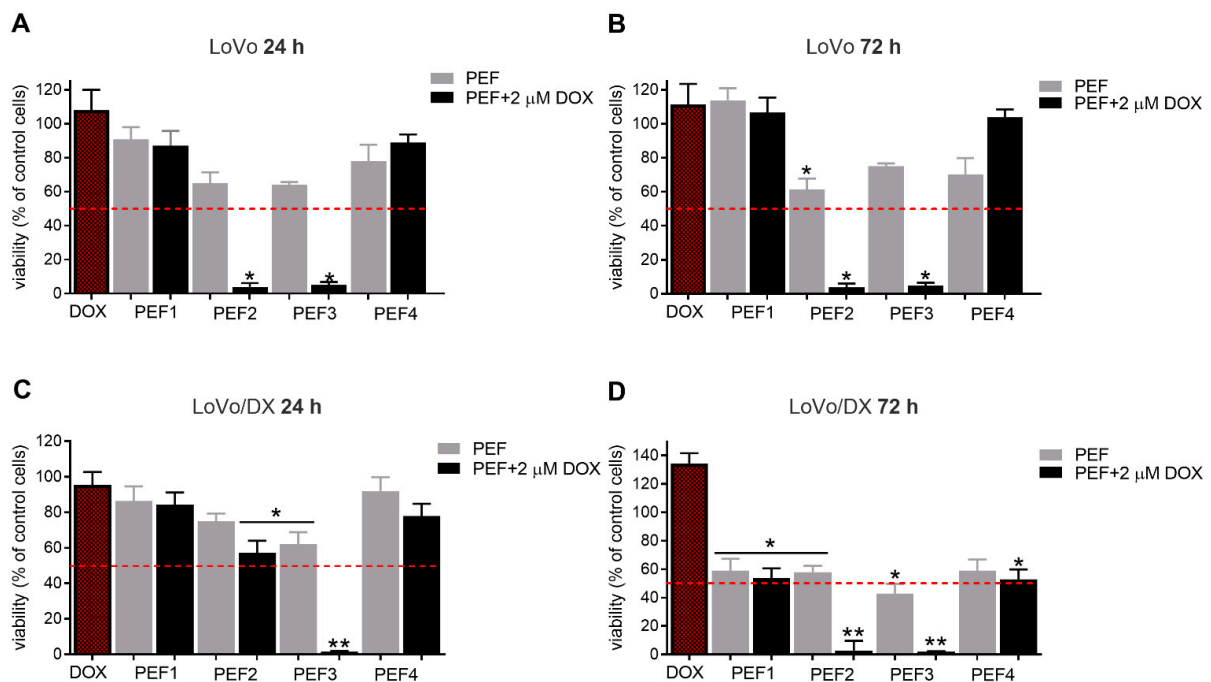 A
LoVo 24 h
PEF
PEF+2 μM DOX
viability (% of control cells)
120
100
80
60
40
20
0
* *
DOX PEF1 PEF2 PEF3 PEF4
B
LoVo 72 h
PEF
PEF+2 μM DOX
viability (% of control cells)
120
100
80
60
40
20
0
*
* *
DOX PEF1 PEF2 PEF3 PEF4
C
LoVo/DX 24 h
PEF
PEF+2 μM DOX
viability (% of control cells)
120
100
80
60
40
20
0
*
**
DOX PEF1 PEF2 PEF3 PEF4
D
LoVo/DX 72 h
PEF
PEF+2 μM DOX
viability (% of control cells)
140
120
100
80
60
40
20
0
*
* *
** **
DOX PEF1 PEF2 PEF3 PEF4